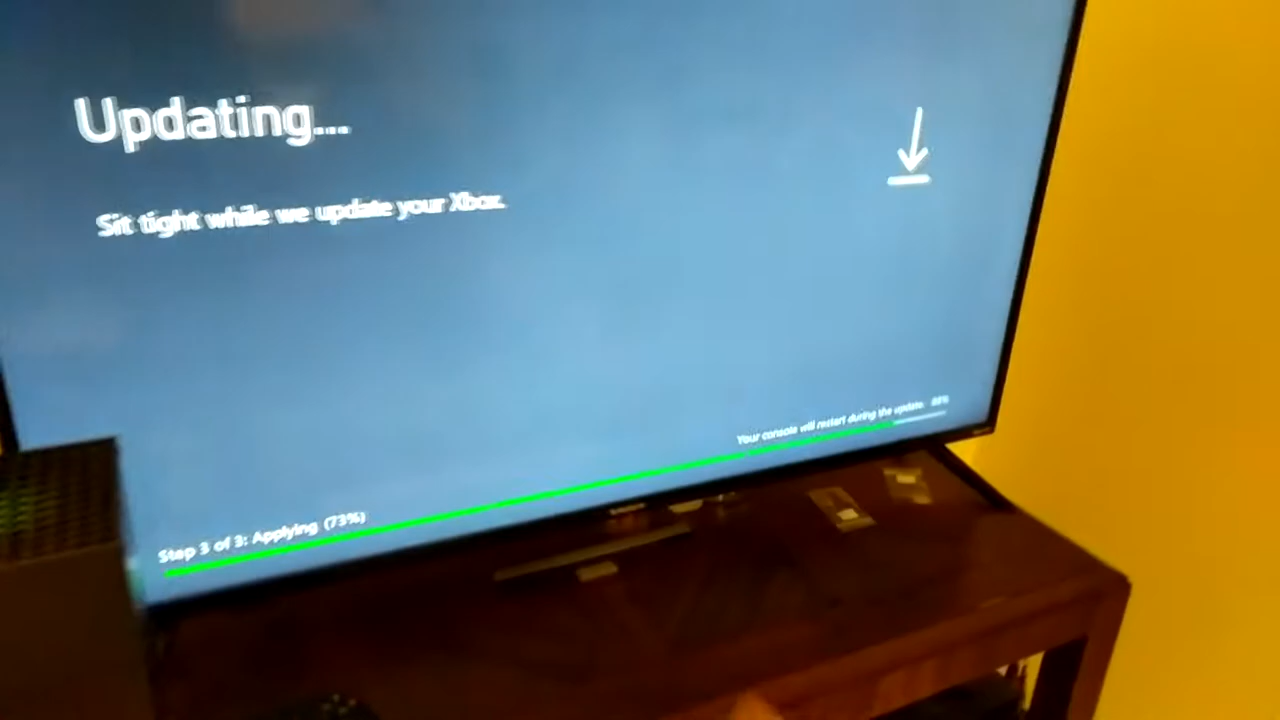 Updating...
Sit tight while we update your Xbox.
Your console will restart during the update.
Step 3 of 3: Applying (73%)